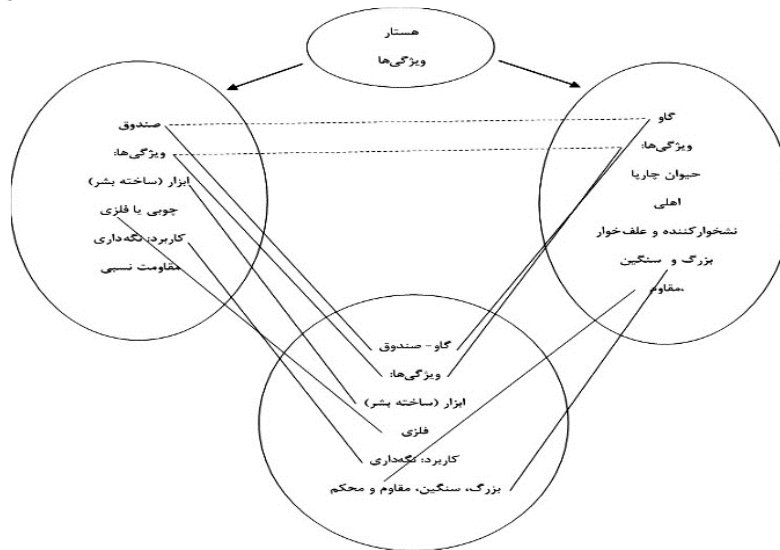 هستار
ویژگی‌ها
گاو
ویژگی‌ها:
حیوان چارپا
اهلی
نشخوارکننده و علف‌خوار
بزرگ و سنگین
مقاوم.
صندوق
ویژگی‌ها:
ابزار (ساخته بشر)
چوبی یا فلزی
کاربرد: نگه‌داری
مقاومت نسبی
گاو- صندوق
ویژگی‌ها:
ابزار (ساخته بشر)
فلزی
کاربرد: نگه‌داری
بزرگ، سنگین، مقاوم و محکم